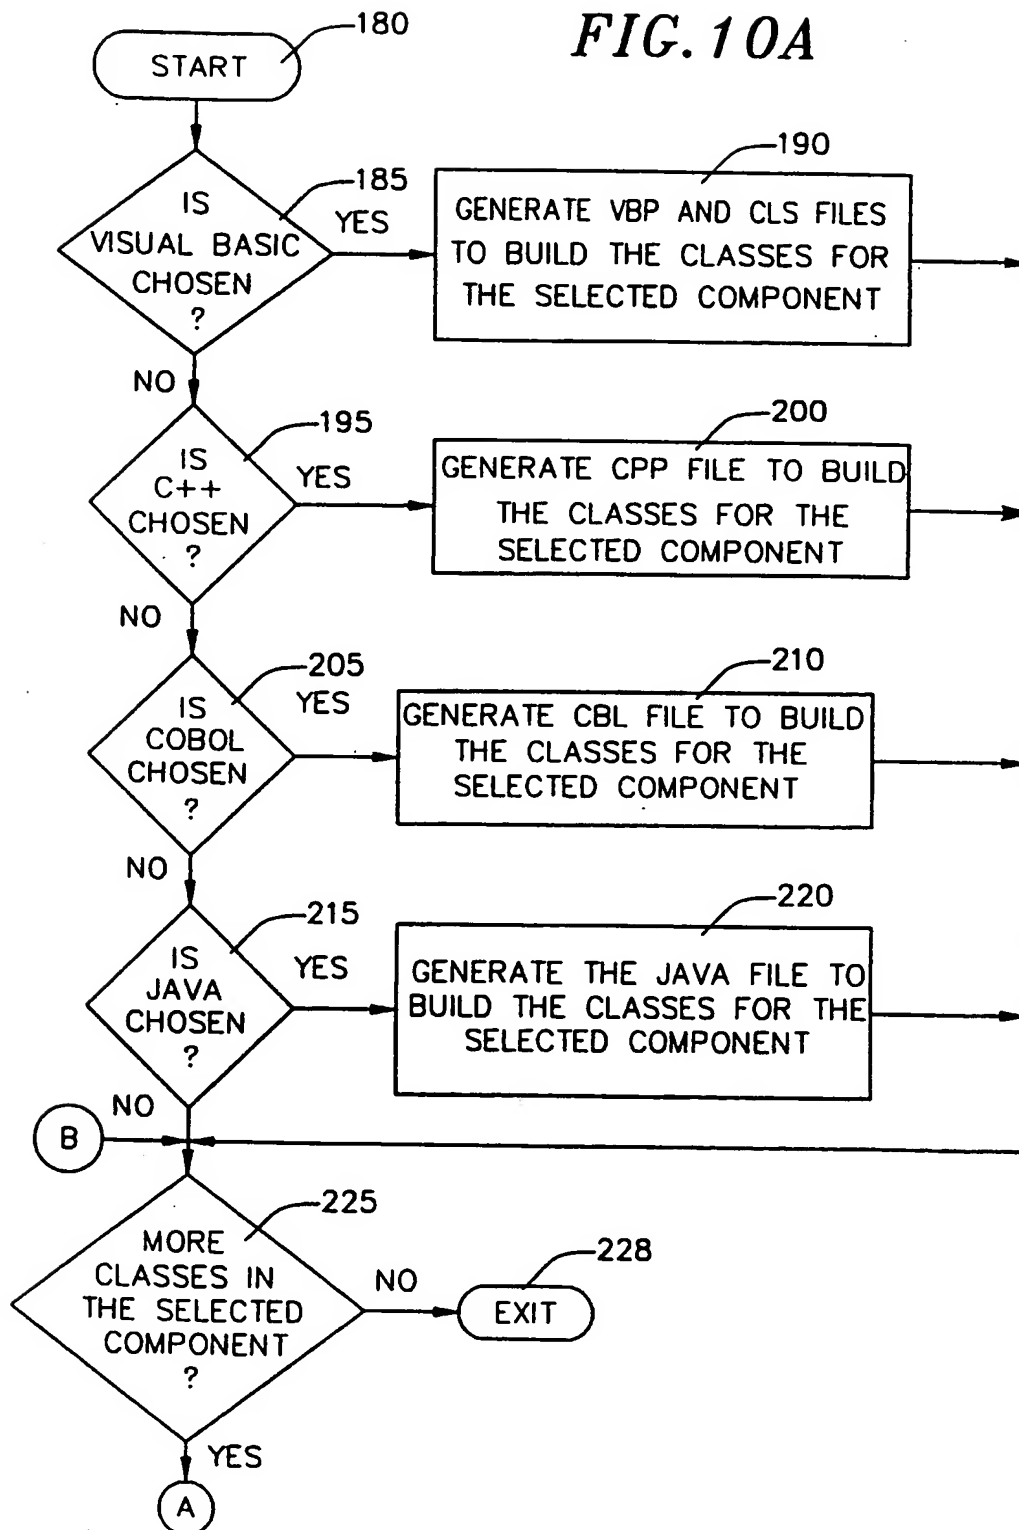 FIG. 10A
180
START
185
IS
VISUAL BASIC
CHOSEN
?
YES
190
GENERATE VBP AND CLS FILES
TO BUILD THE CLASSES FOR
THE SELECTED COMPONENT
NO
195
IS
C++
CHOSEN
?
YES
200
GENERATE CPP FILE TO BUILD
THE CLASSES FOR THE
SELECTED COMPONENT
NO
205
IS
COBOL
CHOSEN
?
YES
210
GENERATE CBL FILE TO BUILD
THE CLASSES FOR THE
SELECTED COMPONENT
NO
215
IS
JAVA
CHOSEN
?
YES
220
GENERATE THE JAVA FILE TO
BUILD THE CLASSES FOR THE
SELECTED COMPONENT
NO
B
225
MORE
CLASSES IN
THE SELECTED
COMPONENT
?
NO
228
EXIT
YES
A